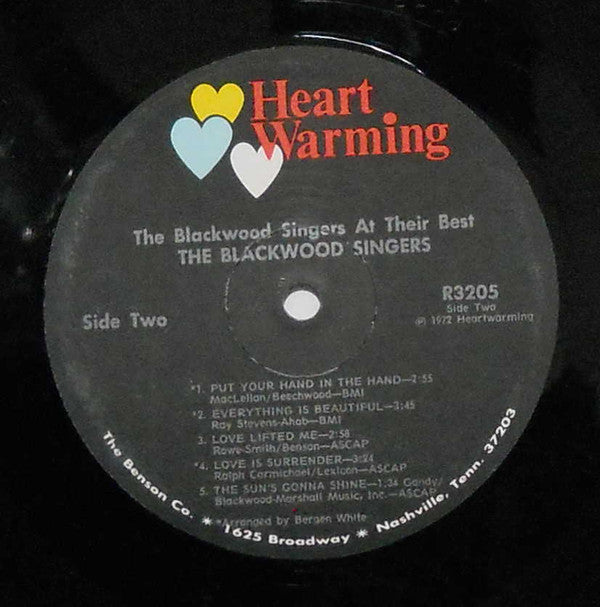 Heart
Warming
The Blackwood Singers At Their Best
THE BLACKWOOD SINGERS
Side Two
R3205
Side Two
℗ 1972 Heartwarming
*1. PUT YOUR HAND IN THE HAND—2:55
MacLellan/Beechwood—BMI
*2. EVERYTHING IS BEAUTIFUL—3:45
Ray Stevens-Ahab—BMI
3. LOVE LIFTED ME—2:58
Rowe-Smith/Benson—ASCAP
*4. LOVE IS SURRENDER—3:24
Ralph Carmichael/Lexicon—ASCAP
5. THE SUN'S GONNA SHINE—1:36 Gandy/
Blackwood-Marshall Music, Inc.—ASCAP
*Arranged by Bergen White
The Benson Co. * 1625 Broadway * Nashville, Tenn. 37203